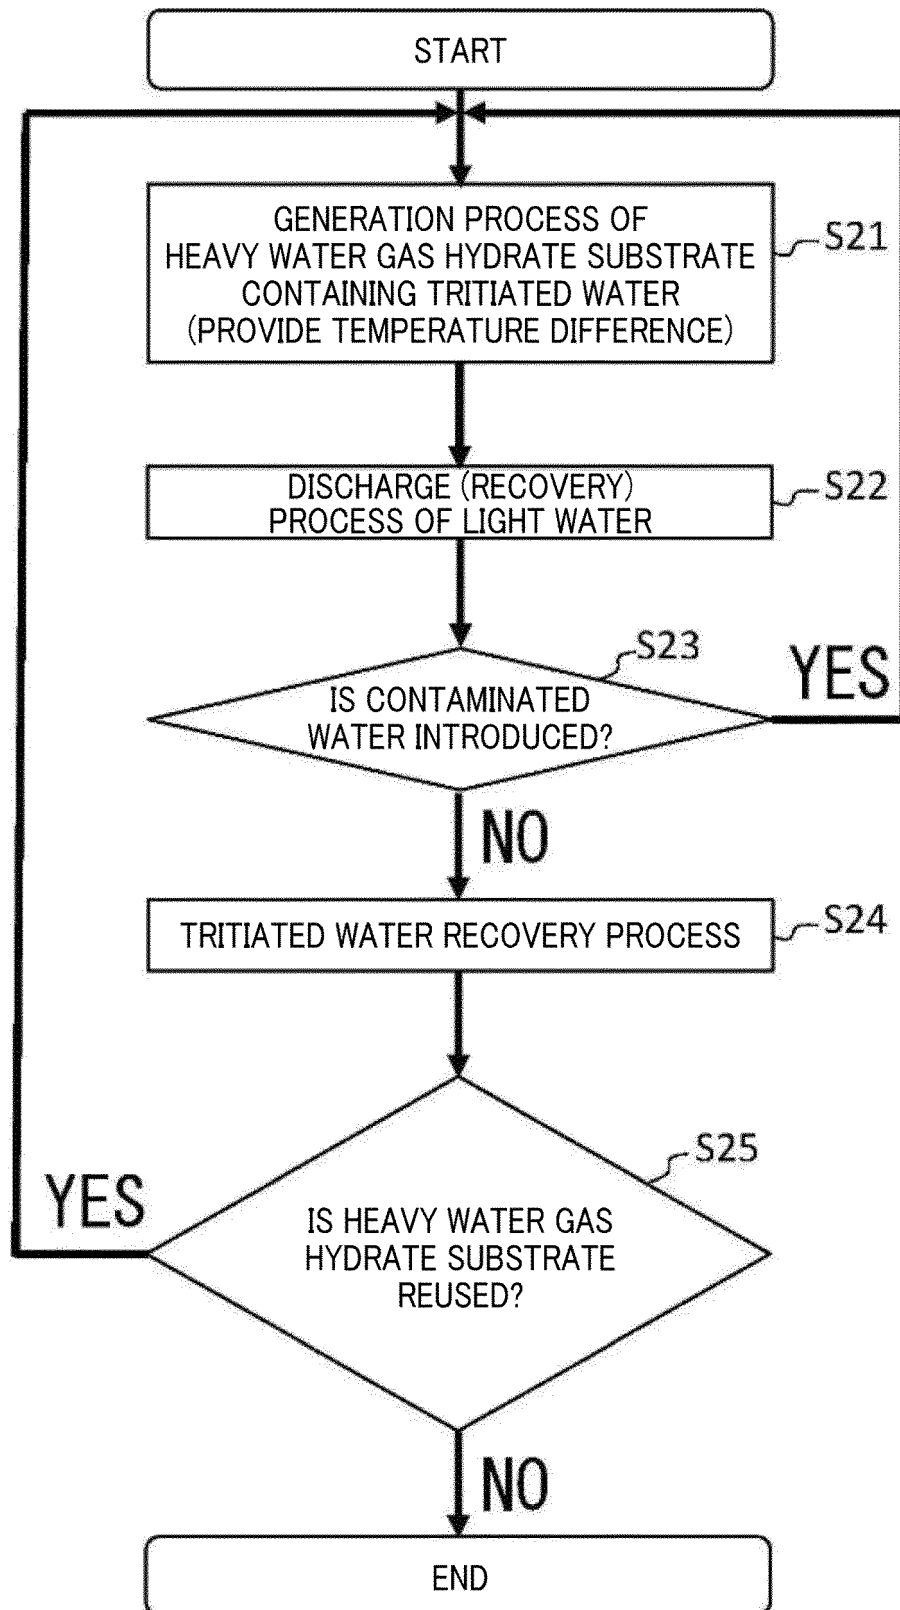 START
GENERATION PROCESS OF
HEAVY WATER GAS HYDRATE SUBSTRATE
CONTAINING TRITIATED WATER
(PROVIDE TEMPERATURE DIFFERENCE)
S21
DISCHARGE (RECOVERY)
PROCESS OF LIGHT WATER
S22
S23
IS CONTAMINATED
WATER INTRODUCED?
YES
NO
TRITIATED WATER RECOVERY PROCESS
S24
S25
YES
IS HEAVY WATER GAS
HYDRATE SUBSTRATE
REUSED?
NO
END